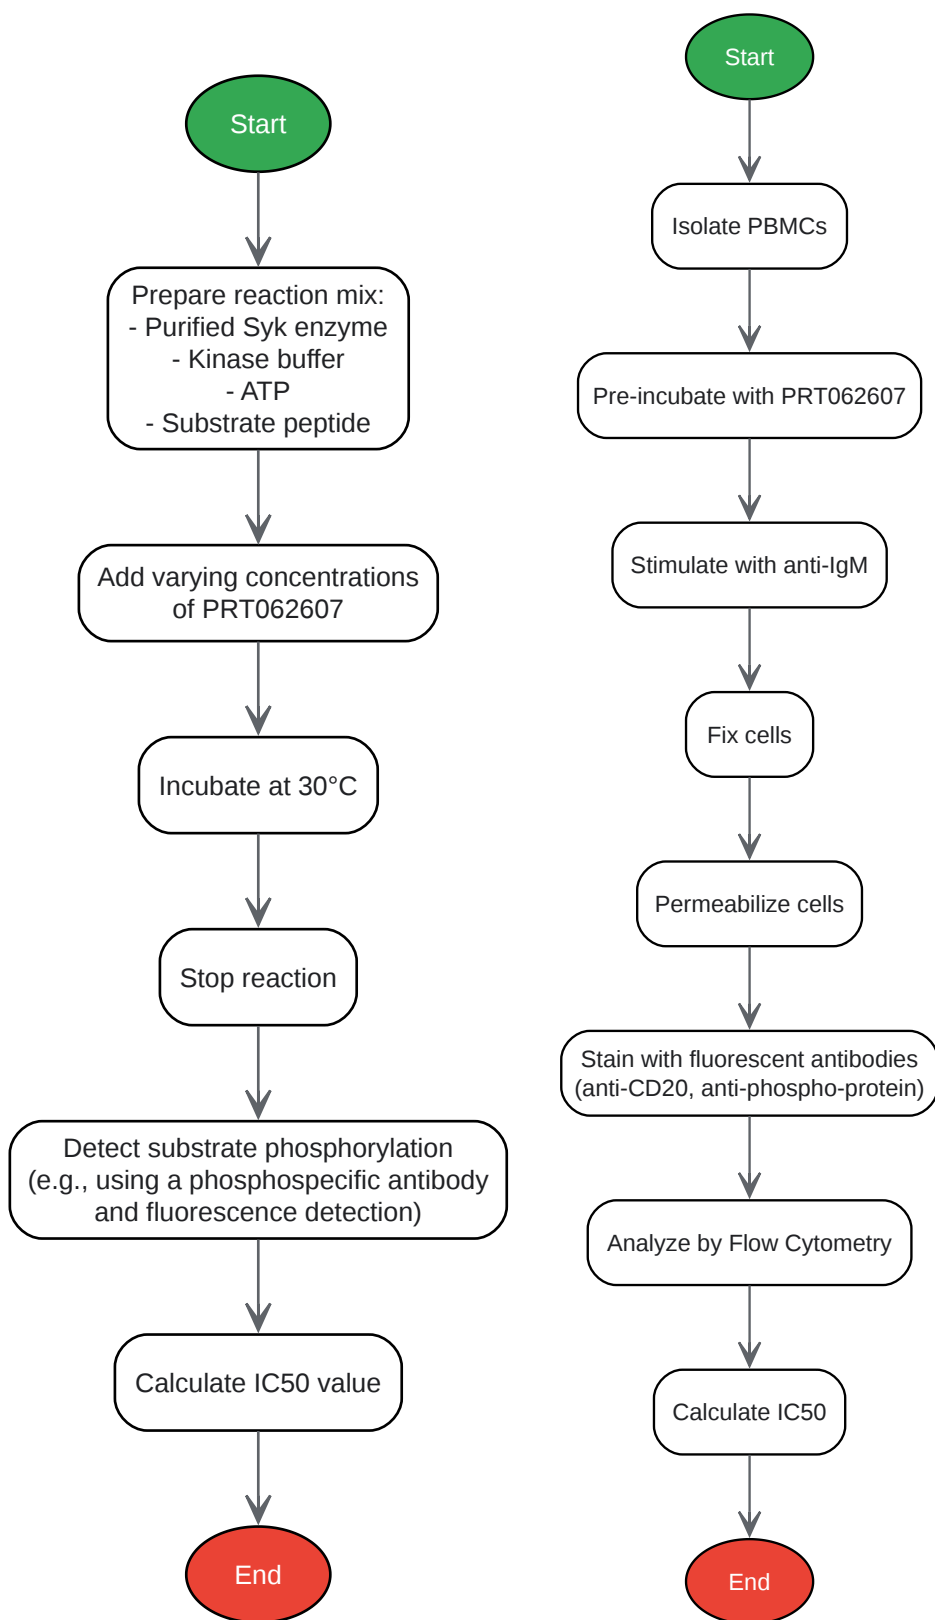 Start
Prepare reaction mix:
- Purified Syk enzyme
- Kinase buffer
- ATP
- Substrate peptide
Add varying concentrations
of PRT062607
Incubate at 30°C
Stop reaction
Detect substrate phosphorylation
(e.g., using a phosphospecific antibody
and fluorescence detection)
Calculate IC50 value
End
Start
Isolate PBMCs
Pre-incubate with PRT062607
Stimulate with anti-IgM
Fix cells
Permeabilize cells
Stain with fluorescent antibodies
(anti-CD20, anti-phospho-protein)
Analyze by Flow Cytometry
Calculate IC50
End